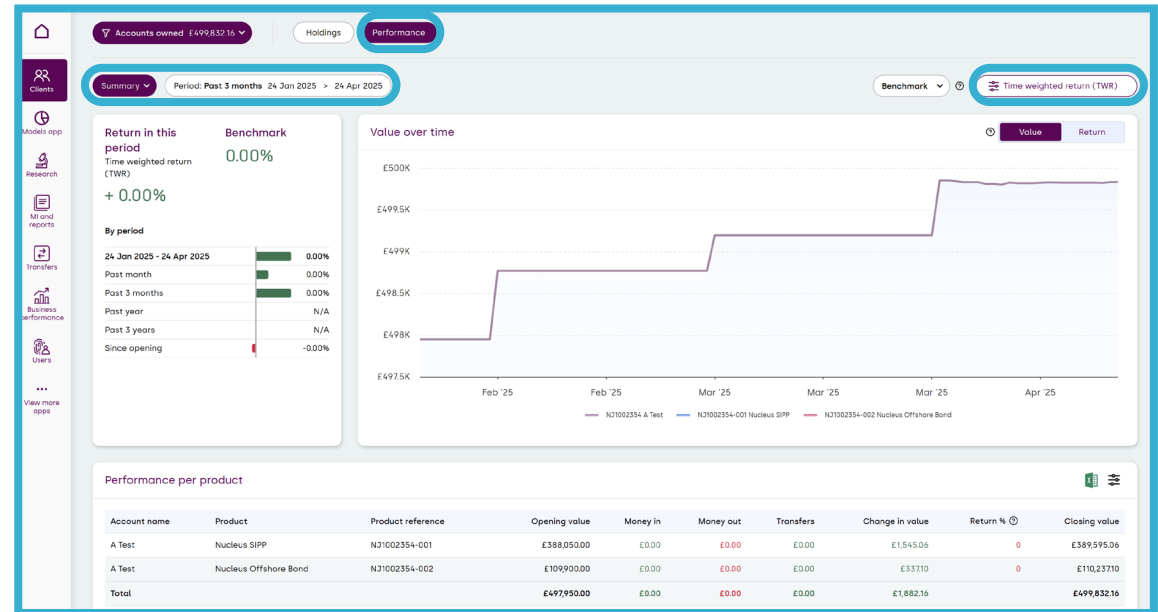 Accounts owned £499,832.16
Holdings
Performance
Clients
Models app
Research
MI and
reports
Transfers
Business
performance
Users
View more
apps
Summary
Period: Past 3 months 24 Jan 2025 > 24 Apr 2025
Benchmark
Time weighted return (TWR)
Return in this
period
Time weighted return
(TWR)
+ 0.00%
Benchmark
0.00%
By period
24 Jan 2025 - 24 Apr 2025 0.00%
Past month 0.00%
Past 3 months 0.00%
Past year N/A
Past 3 years N/A
Since opening -0.00%
Value over time
Value Return
£500K
£499.5K
£499K
£498.5K
£498K
£497.5K
Feb '25 Feb '25 Mar '25 Mar '25 Mar '25 Apr '25
NJ1002354 A Test NJ1002354-001 Nucleus SIPP NJ1002354-002 Nucleus Offshore Bond
Performance per product
Account name Product Product reference Opening value Money in Money out Transfers Change in value Return % Closing value
A Test Nucleus SIPP NJ1002354-001 £388,050.00 £0.00 £0.00 £0.00 £1,545.06 0 £389,595.06
A Test Nucleus Offshore Bond NJ1002354-002 £109,900.00 £0.00 £0.00 £0.00 £337.10 0 £110,237.10
Total £497,950.00 £0.00 £0.00 £0.00 £1,882.16 £499,832.16